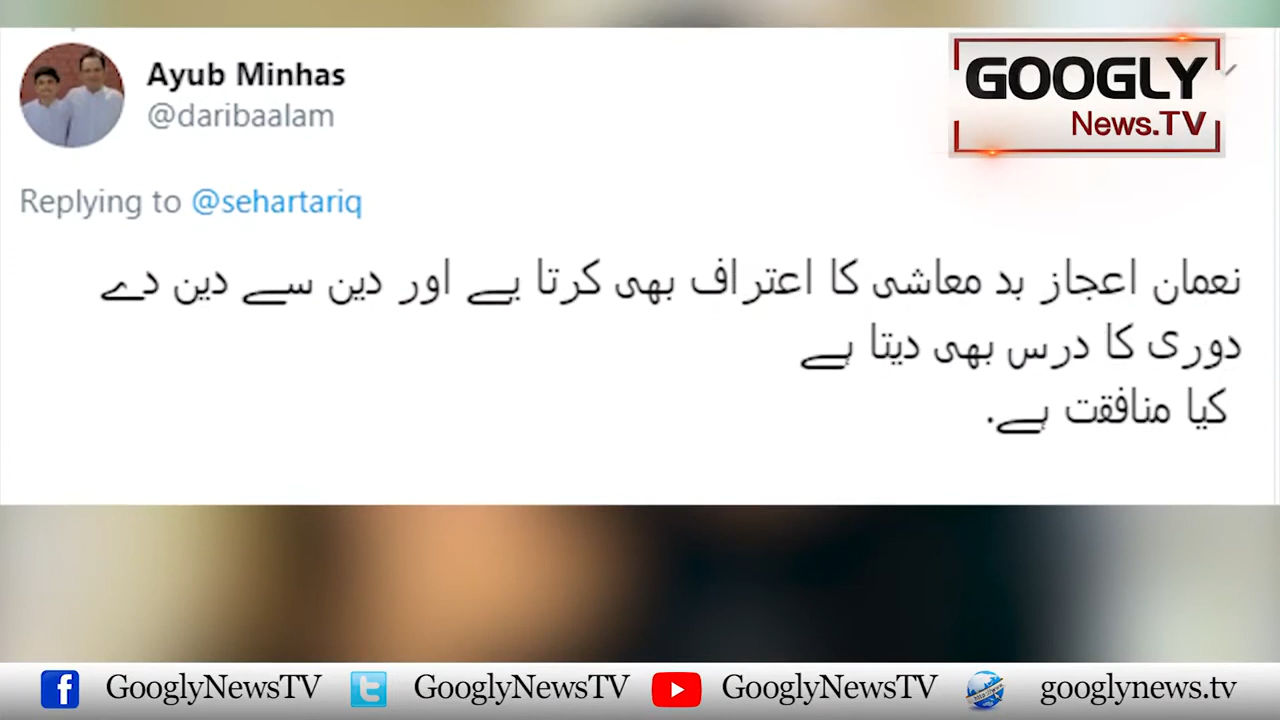 Ayub Minhas
@daribaalam
GOOGLY
News.TV
Replying to @sehartariq
نعمان اعجاز بد معاشی کا اعتراف بھی کرتا یے اور دین سے دین دے
دوری کا درس بھی دیتا ہے
کیا منافقت ہے.
GooglyNewsTV GooglyNewsTV GooglyNewsTV googlynews.tv